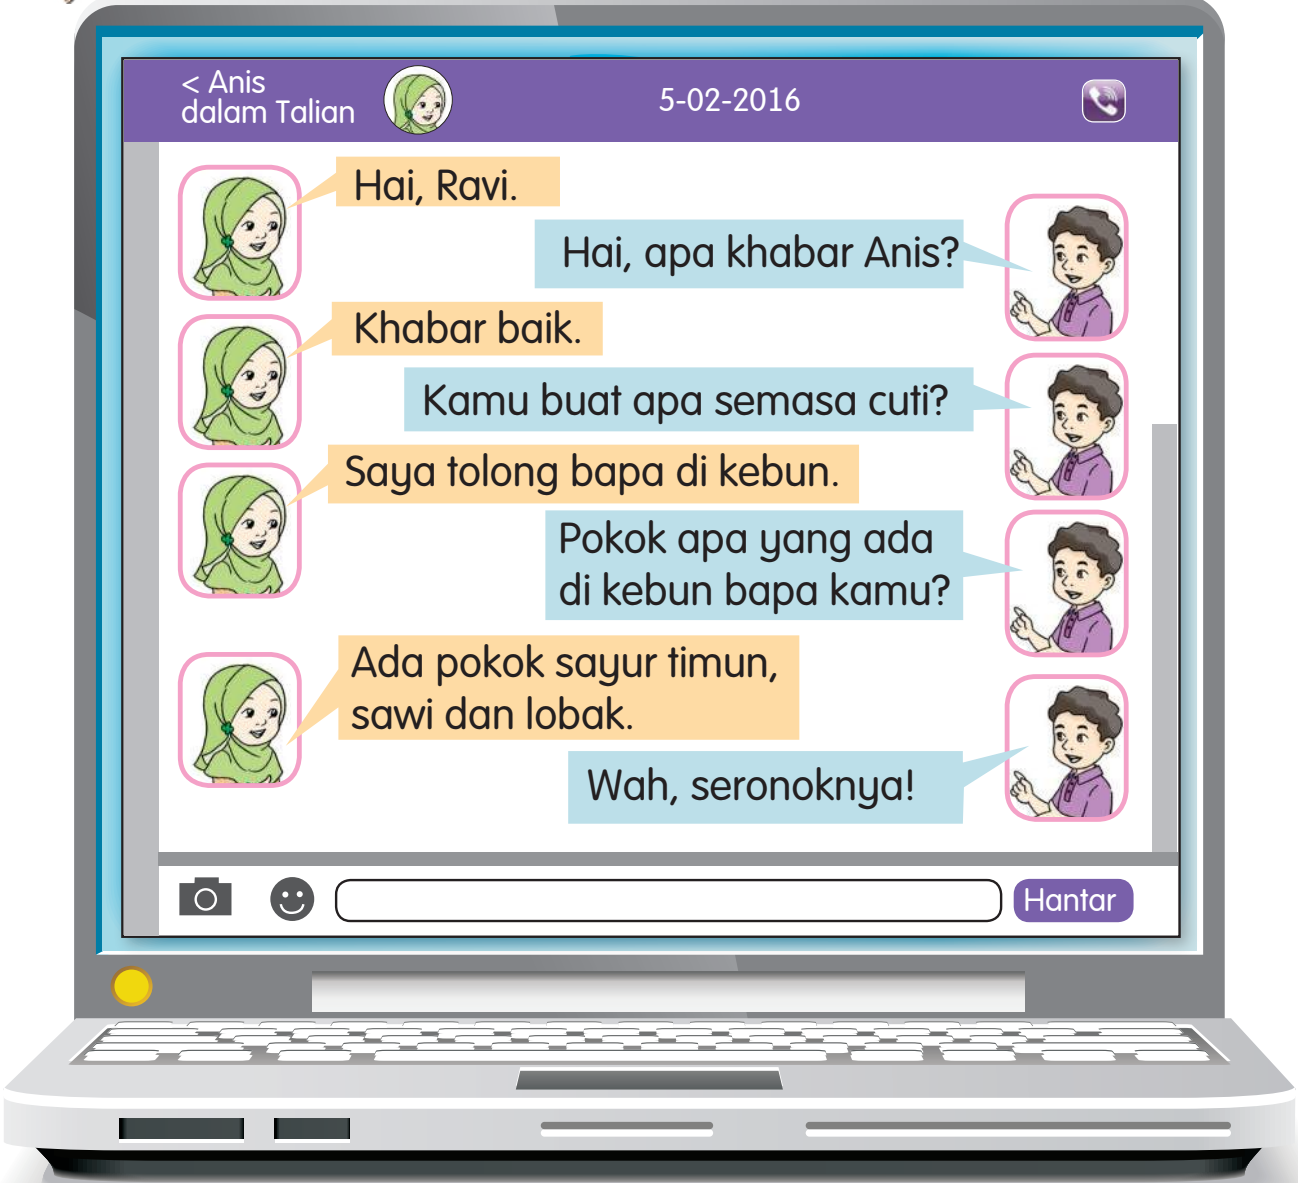 < Anis
dalam Talian
5-02-2016
Hai, Ravi.
Hai, apa khabar Anis?
Khabar baik.
Kamu buat apa semasa cuti?
Saya tolong bapa di kebun.
Pokok apa yang ada
di kebun bapa kamu?
Ada pokok sayur timun,
sawi dan lobak.
Wah, seronoknya!
Hantar